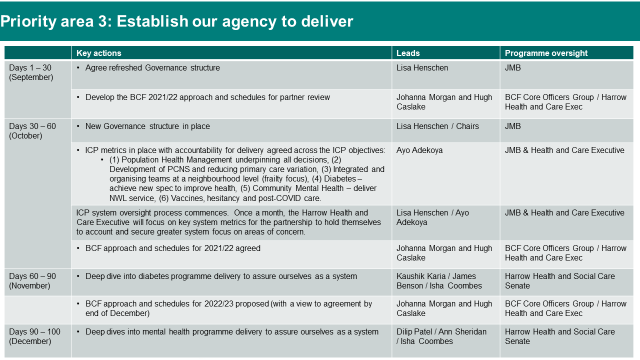 Priority area 3: Establish our agency to deliver
Key actions
Leads
Programme oversight
Days 1 – 30
(September)
• Agree refreshed Governance structure
Lisa Henschen
JMB
• Develop the BCF 2021/22 approach and schedules for partner review
Johanna Morgan and Hugh
Caslake
BCF Core Officers Group / Harrow
Health and Care Exec
Days 30 – 60
(October)
• New Governance structure in place
Lisa Henschen / Chairs
JMB
• ICP metrics in place with accountability for delivery agreed across the ICP objectives:
• (1) Population Health Management underpinning all decisions, (2)
Development of PCNS and reducing primary care variation, (3) Integrated and
organising teams at a neighbourhood level (frailty focus), (4) Diabetes –
achieve new spec to improve health, (5) Community Mental Health – deliver
NWL service, (6) Vaccines, hesitancy and post-COVID care.
Ayo Adekoya
JMB & Health and Care Executive
ICP system oversight process commences. Once a month, the Harrow Health and
Care Executive will focus on key system metrics for the partnership to hold themselves
to account and secure greater system focus on areas of concern.
Lisa Henschen / Ayo
Adekoya
JMB & Health and Care Executive
• BCF approach and schedules for 2021/22 agreed
Johanna Morgan and Hugh
Caslake
BCF Core Officers Group / Harrow
Health and Care Exec
Days 60 – 90
(November)
• Deep dive into diabetes programme delivery to assure ourselves as a system
Kaushik Karia / James
Benson / Isha Coombes
Harrow Health and Social Care
Senate
• BCF approach and schedules for 2022/23 proposed (with a view to agreement by
end of December)
Johanna Morgan and Hugh
Caslake
BCF Core Officers Group / Harrow
Health and Care Exec
Days 90 – 100
(December)
• Deep dives into mental health programme delivery to assure ourselves as a system
Dilip Patel / Ann Sheridan
/ Isha Coombes
Harrow Health and Social Care
Senate